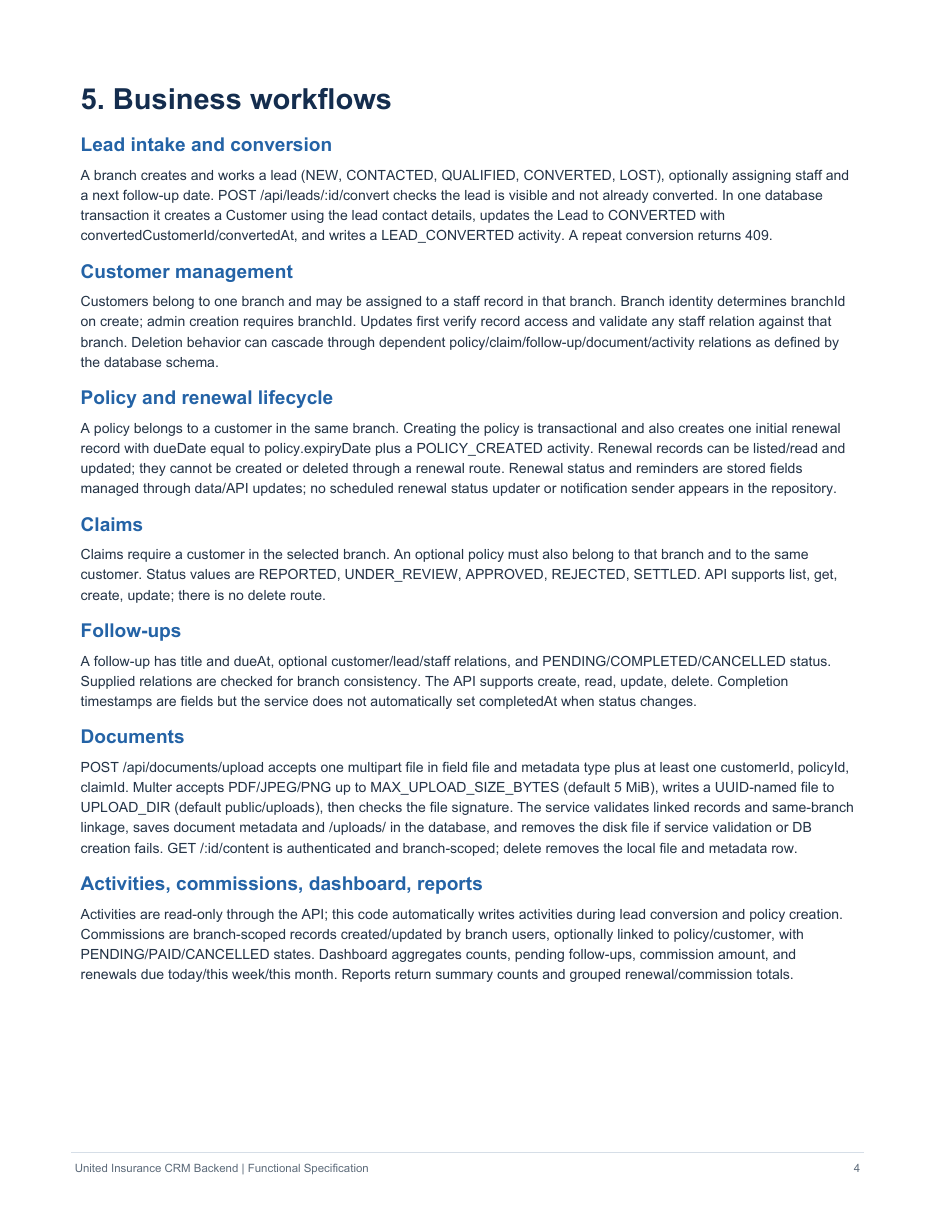 5. Business workflows
Lead intake and conversion
A branch creates and works a lead (NEW, CONTACTED, QUALIFIED, CONVERTED, LOST), optionally assigning staff and
a next follow-up date. POST /api/leads/:id/convert checks the lead is visible and not already converted. In one database
transaction it creates a Customer using the lead contact details, updates the Lead to CONVERTED with
convertedCustomerId/convertedAt, and writes a LEAD_CONVERTED activity. A repeat conversion returns 409.
Customer management
Customers belong to one branch and may be assigned to a staff record in that branch. Branch identity determines branchId
on create; admin creation requires branchId. Updates first verify record access and validate any staff relation against that
branch. Deletion behavior can cascade through dependent policy/claim/follow-up/document/activity relations as defined by
the database schema.
Policy and renewal lifecycle
A policy belongs to a customer in the same branch. Creating the policy is transactional and also creates one initial renewal
record with dueDate equal to policy.expiryDate plus a POLICY_CREATED activity. Renewal records can be listed/read and
updated; they cannot be created or deleted through a renewal route. Renewal status and reminders are stored fields
managed through data/API updates; no scheduled renewal status updater or notification sender appears in the repository.
Claims
Claims require a customer in the selected branch. An optional policy must also belong to that branch and to the same
customer. Status values are REPORTED, UNDER_REVIEW, APPROVED, REJECTED, SETTLED. API supports list, get,
create, update; there is no delete route.
Follow-ups
A follow-up has title and dueAt, optional customer/lead/staff relations, and PENDING/COMPLETED/CANCELLED status.
Supplied relations are checked for branch consistency. The API supports create, read, update, delete. Completion
timestamps are fields but the service does not automatically set completedAt when status changes.
Documents
POST /api/documents/upload accepts one multipart file in field file and metadata type plus at least one customerId, policyId,
claimId. Multer accepts PDF/JPEG/PNG up to MAX_UPLOAD_SIZE_BYTES (default 5 MiB), writes a UUID-named file to
UPLOAD_DIR (default public/uploads), then checks the file signature. The service validates linked records and same-branch
linkage, saves document metadata and /uploads/ in the database, and removes the disk file if service validation or DB
creation fails. GET /:id/content is authenticated and branch-scoped; delete removes the local file and metadata row.
Activities, commissions, dashboard, reports
Activities are read-only through the API; this code automatically writes activities during lead conversion and policy creation.
Commissions are branch-scoped records created/updated by branch users, optionally linked to policy/customer, with
PENDING/PAID/CANCELLED states. Dashboard aggregates counts, pending follow-ups, commission amount, and
renewals due today/this week/this month. Reports return summary counts and grouped renewal/commission totals.
United Insurance CRM Backend | Functional Specification
4